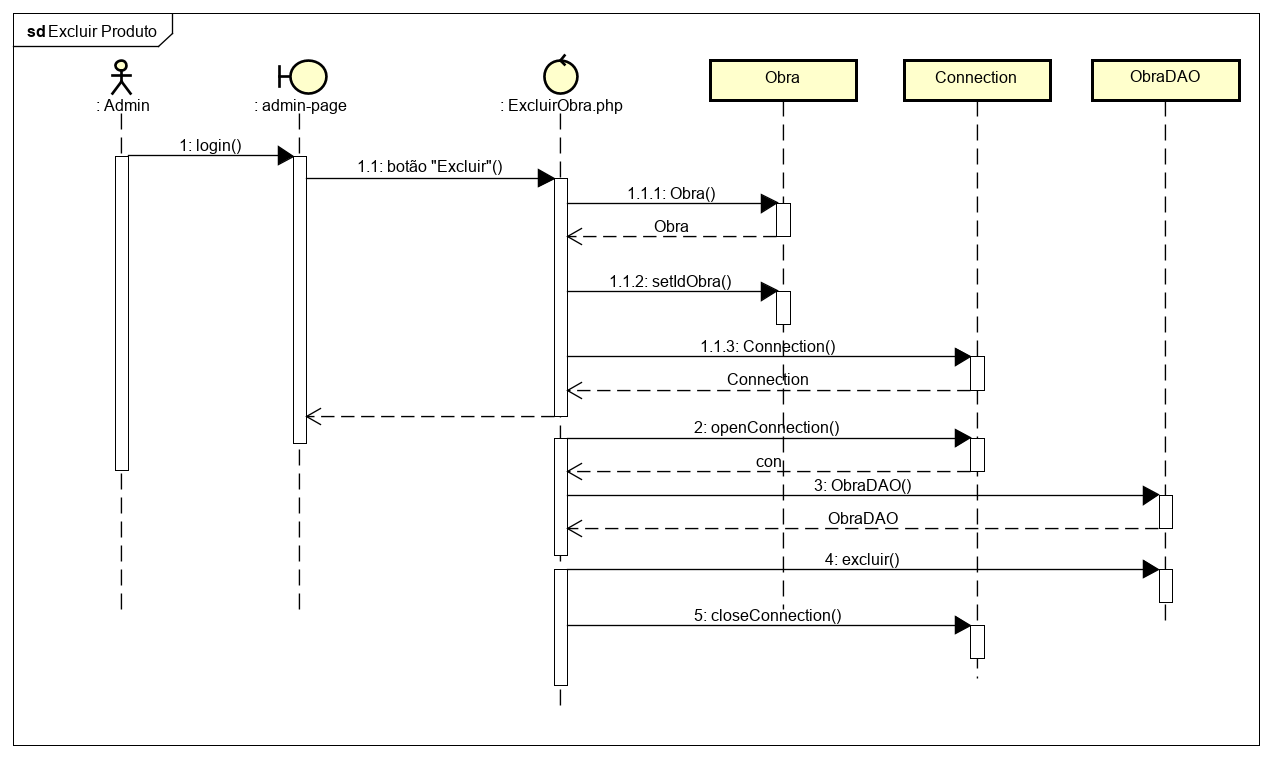 sd Excluir Produto
: Admin
: admin-page
: ExcluirObra.php
Obra
Connection
ObraDAO
1: login()
1.1: botão "Excluir"()
1.1.1: Obra()
Obra
1.1.2: setIdObra()
1.1.3: Connection()
Connection
2: openConnection()
con
3: ObraDAO()
ObraDAO
4: excluir()
5: closeConnection()